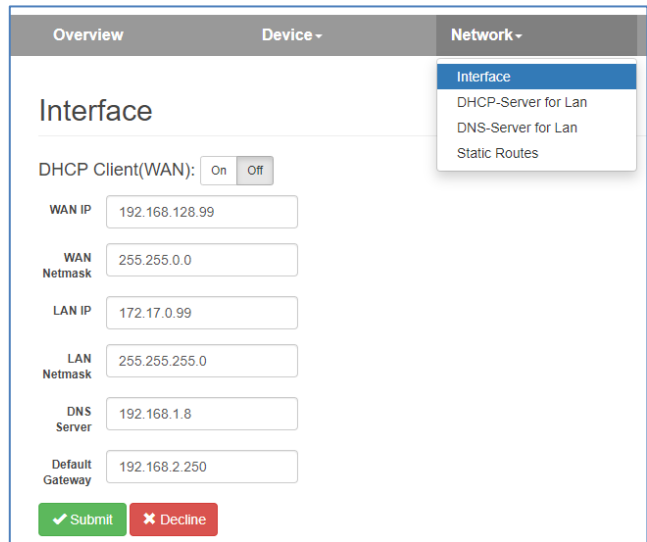 Overview Device Network
Interface
DHCP-Server for Lan
DNS-Server for Lan
Static Routes
Interface
DHCP Client(WAN): On Off
WAN IP 192.168.128.99
WAN Netmask 255.255.0.0
LAN IP 172.17.0.99
LAN Netmask 255.255.255.0
DNS Server 192.168.1.8
Default Gateway 192.168.2.250
Submit Decline